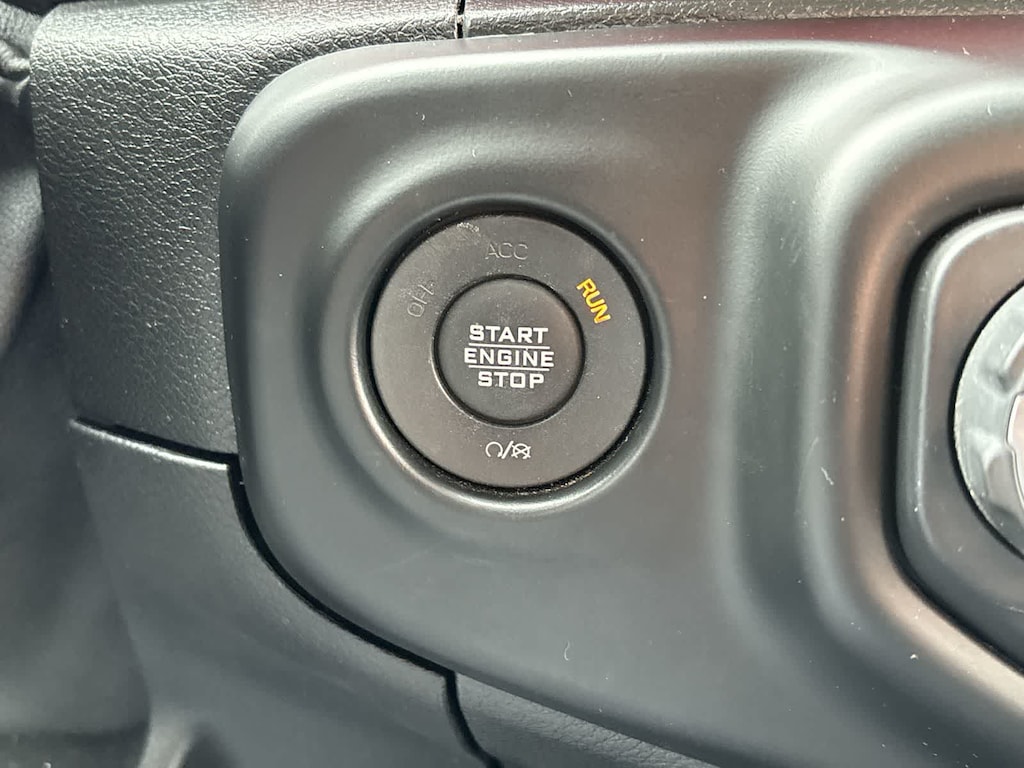 ACC
OFF
RUN
START
ENGINE
STOP